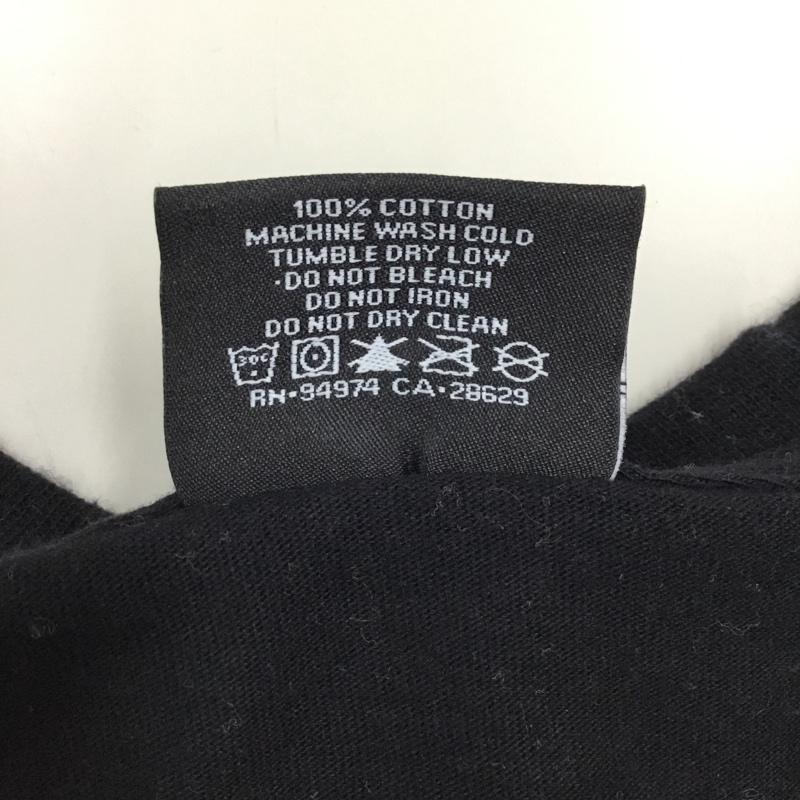 100% COTTON
MACHINE WASH COLD
TUMBLE DRY LOW
·DO NOT BLEACH
DO NOT IRON
DO NOT DRY CLEAN
30C
RN·94974 CA·28629